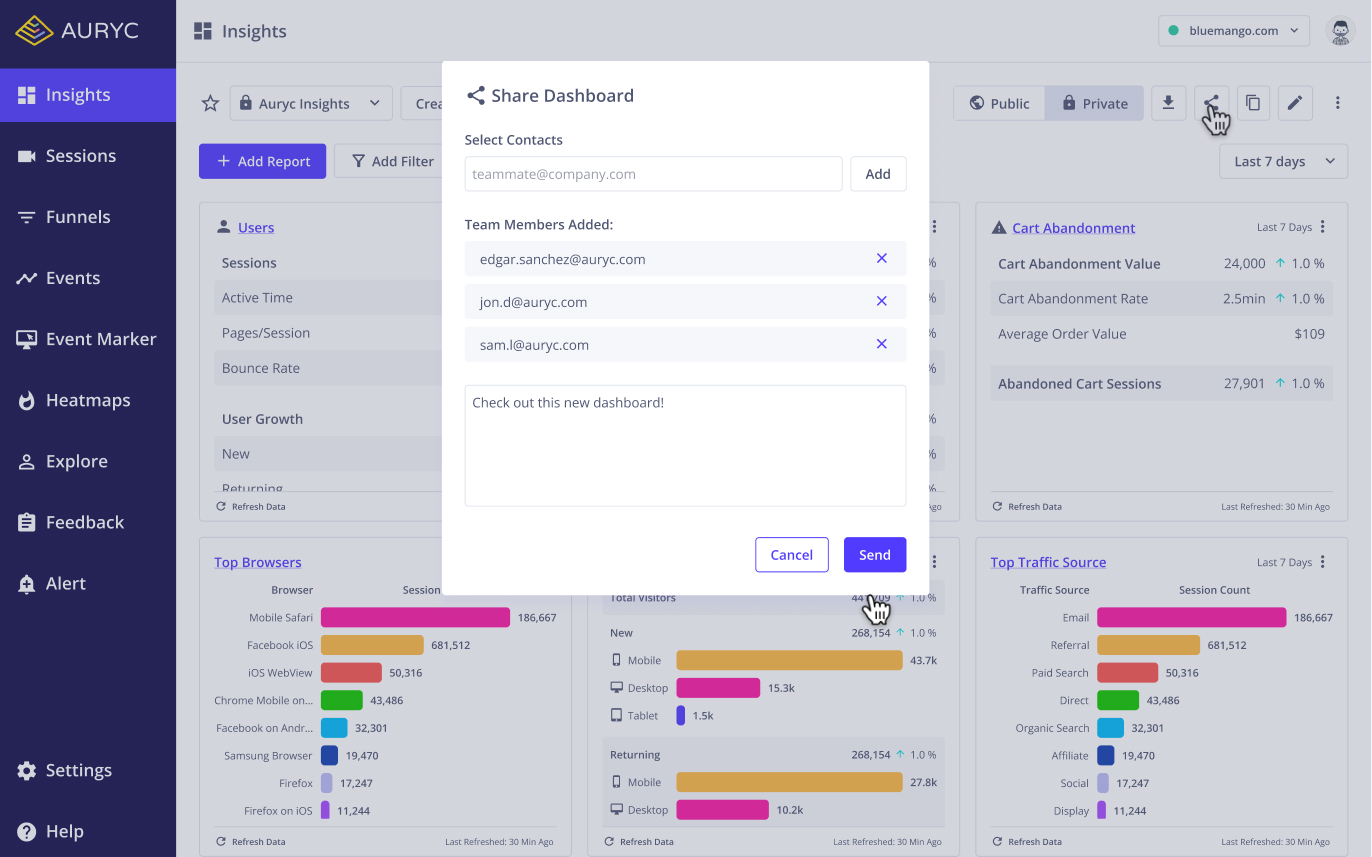 AURYC
Insights
Sessions
Funnels
Events
Event Marker
Heatmaps
Explore
Feedback
Alert
Settings
Help
Insights
bluemango.com
Auryc Insights
Public
Private
Add Report
Add Filter
Last 7 days
Share Dashboard
Select Contacts
teammate@company.com
Add
Team Members Added:
edgar.sanchez@auryc.com
jon.d@auryc.com
sam.l@auryc.com
Check out this new dashboard!
Cancel
Send
Users
Sessions
Active Time
Pages/Session
Bounce Rate
User Growth
New
Returning
Refresh Data
%
%
%
%
%
%
%
Ago
Cart Abandonment
Last 7 Days
Cart Abandonment Value 24,000 1.0 %
Cart Abandonment Rate 2.5min 1.0 %
Average Order Value $109
Abandoned Cart Sessions 27,901 1.0 %
Refresh Data
Last Refreshed: 30 Min Ago
Top Browsers
Browser
Mobile Safari 186,667
Facebook iOS 681,512
iOS WebView 50,316
Chrome Mobile on... 43,486
Facebook on Andr... 32,301
Samsung Browser 19,470
Firefox 17,247
Firefox on iOS 11,244
Refresh Data
Last Refreshed: 30 Min Ago
Total Visitors 1.0 %
New 268,154 1.0 %
Mobile 43.7k
Desktop 15.3k
Tablet 1.5k
Returning 268,154 1.0 %
Mobile 27.8k
Desktop 10.2k
Refresh Data
Last Refreshed: 30 Min Ago
Top Traffic Source
Last 7 Days
Traffic Source Session Count
Email 186,667
Referral 681,512
Paid Search 50,316
Direct 43,486
Organic Search 32,301
Affiliate 19,470
Social 17,247
Display 11,244
Refresh Data
Last Refreshed: 30 Min Ago